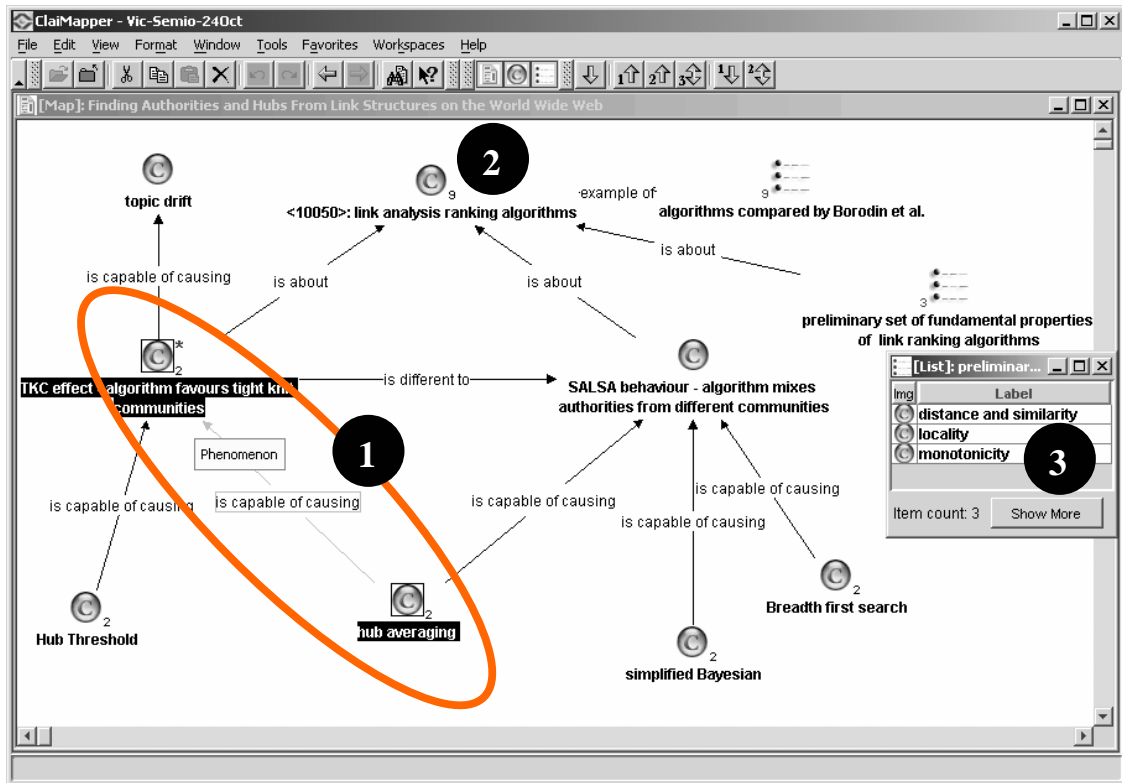 ClaiMapper - Vic-Semio-24Oct
File Edit View Format Window Tools Favorites Workspaces Help
1 2 3 1 2
[Map]: Finding Authorities and Hubs From Link Structures on the World Wide Web
C
topic drift
C 9
2
<10050>: link analysis ranking algorithms
example of
9
algorithms compared by Borodin et al.
is capable of causing
is about
is about
is about
3
preliminary set of fundamental properties
of link ranking algorithms
C * 2
TKC effect - algorithm favours tight knit
communities
is different to
C
SALSA behaviour - algorithm mixes
authorities from different communities
[List]: preliminar...
Img Label
C distance and similarity
C locality
C monotonicity
3
Item count: 3 Show More
Phenomenon
1
is capable of causing
is capable of causing
is capable of causing
is capable of causing
is capable of causing
C 2
Hub Threshold
C 2
hub averaging
C 2
simplified Bayesian
C 2
Breadth first search